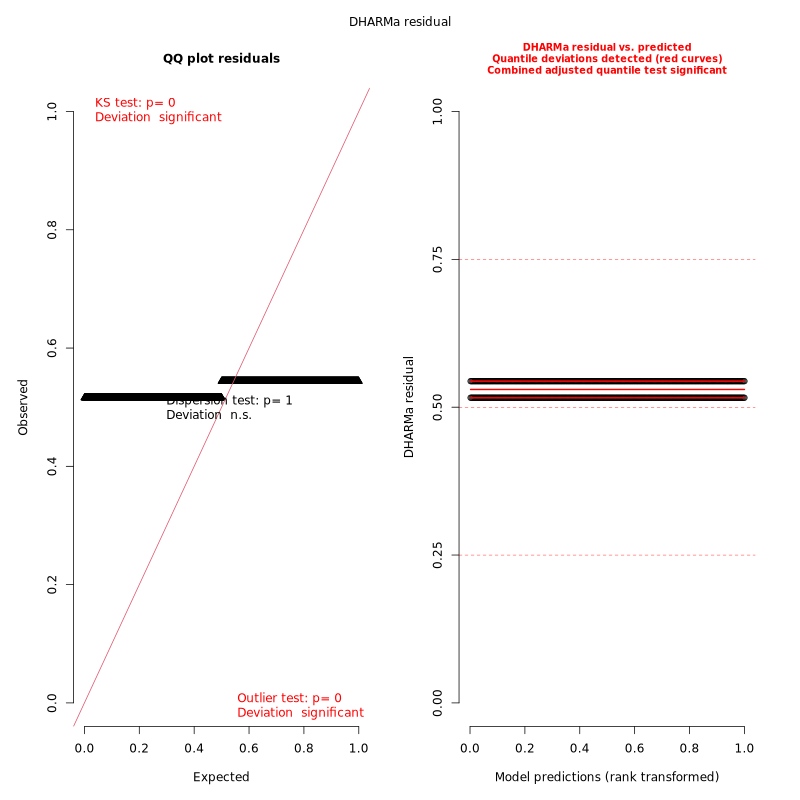 DHARMa residual
QQ plot residuals
KS test: p= 0
Deviation  significant
Dispersion test: p= 1
Deviation  n.s.
Outlier test: p= 0
Deviation  significant
Observed
0.0
0.2
0.4
0.6
0.8
1.0
0.0 0.2 0.4 0.6 0.8 1.0
Expected
DHARMa residual vs. predicted
Quantile deviations detected (red curves)
Combined adjusted quantile test significant
DHARMa residual
0.00
0.25
0.50
0.75
1.00
0.0 0.2 0.4 0.6 0.8 1.0
Model predictions (rank transformed)